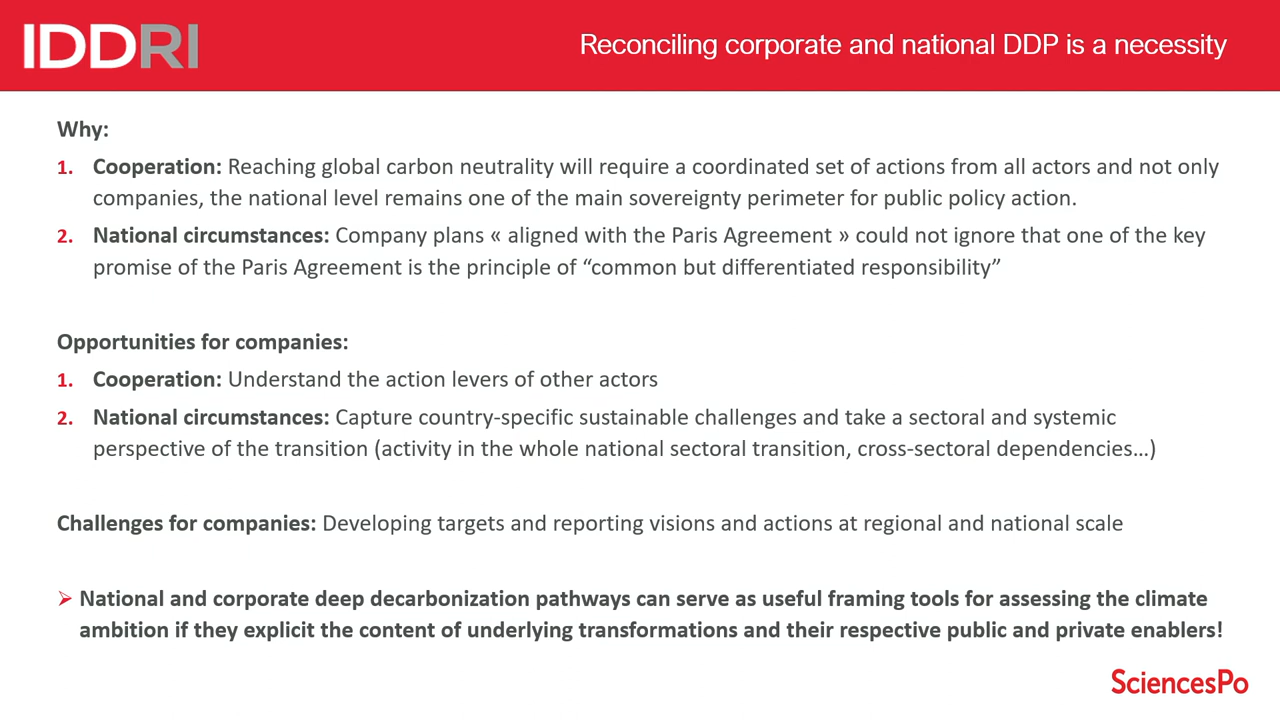 IDDRI
Reconciling corporate and national DDP is a necessity
Why:
1. Cooperation: Reaching global carbon neutrality will require a coordinated set of actions from all actors and not only
companies, the national level remains one of the main sovereignty perimeter for public policy action.
2. National circumstances: Company plans « aligned with the Paris Agreement » could not ignore that one of the key
promise of the Paris Agreement is the principle of “common but differentiated responsibility”
Opportunities for companies:
1. Cooperation: Understand the action levers of other actors
2. National circumstances: Capture country-specific sustainable challenges and take a sectoral and systemic
perspective of the transition (activity in the whole national sectoral transition, cross-sectoral dependencies…)
Challenges for companies: Developing targets and reporting visions and actions at regional and national scale
➢ National and corporate deep decarbonization pathways can serve as useful framing tools for assessing the climate
ambition if they explicit the content of underlying transformations and their respective public and private enablers!
SciencesPo